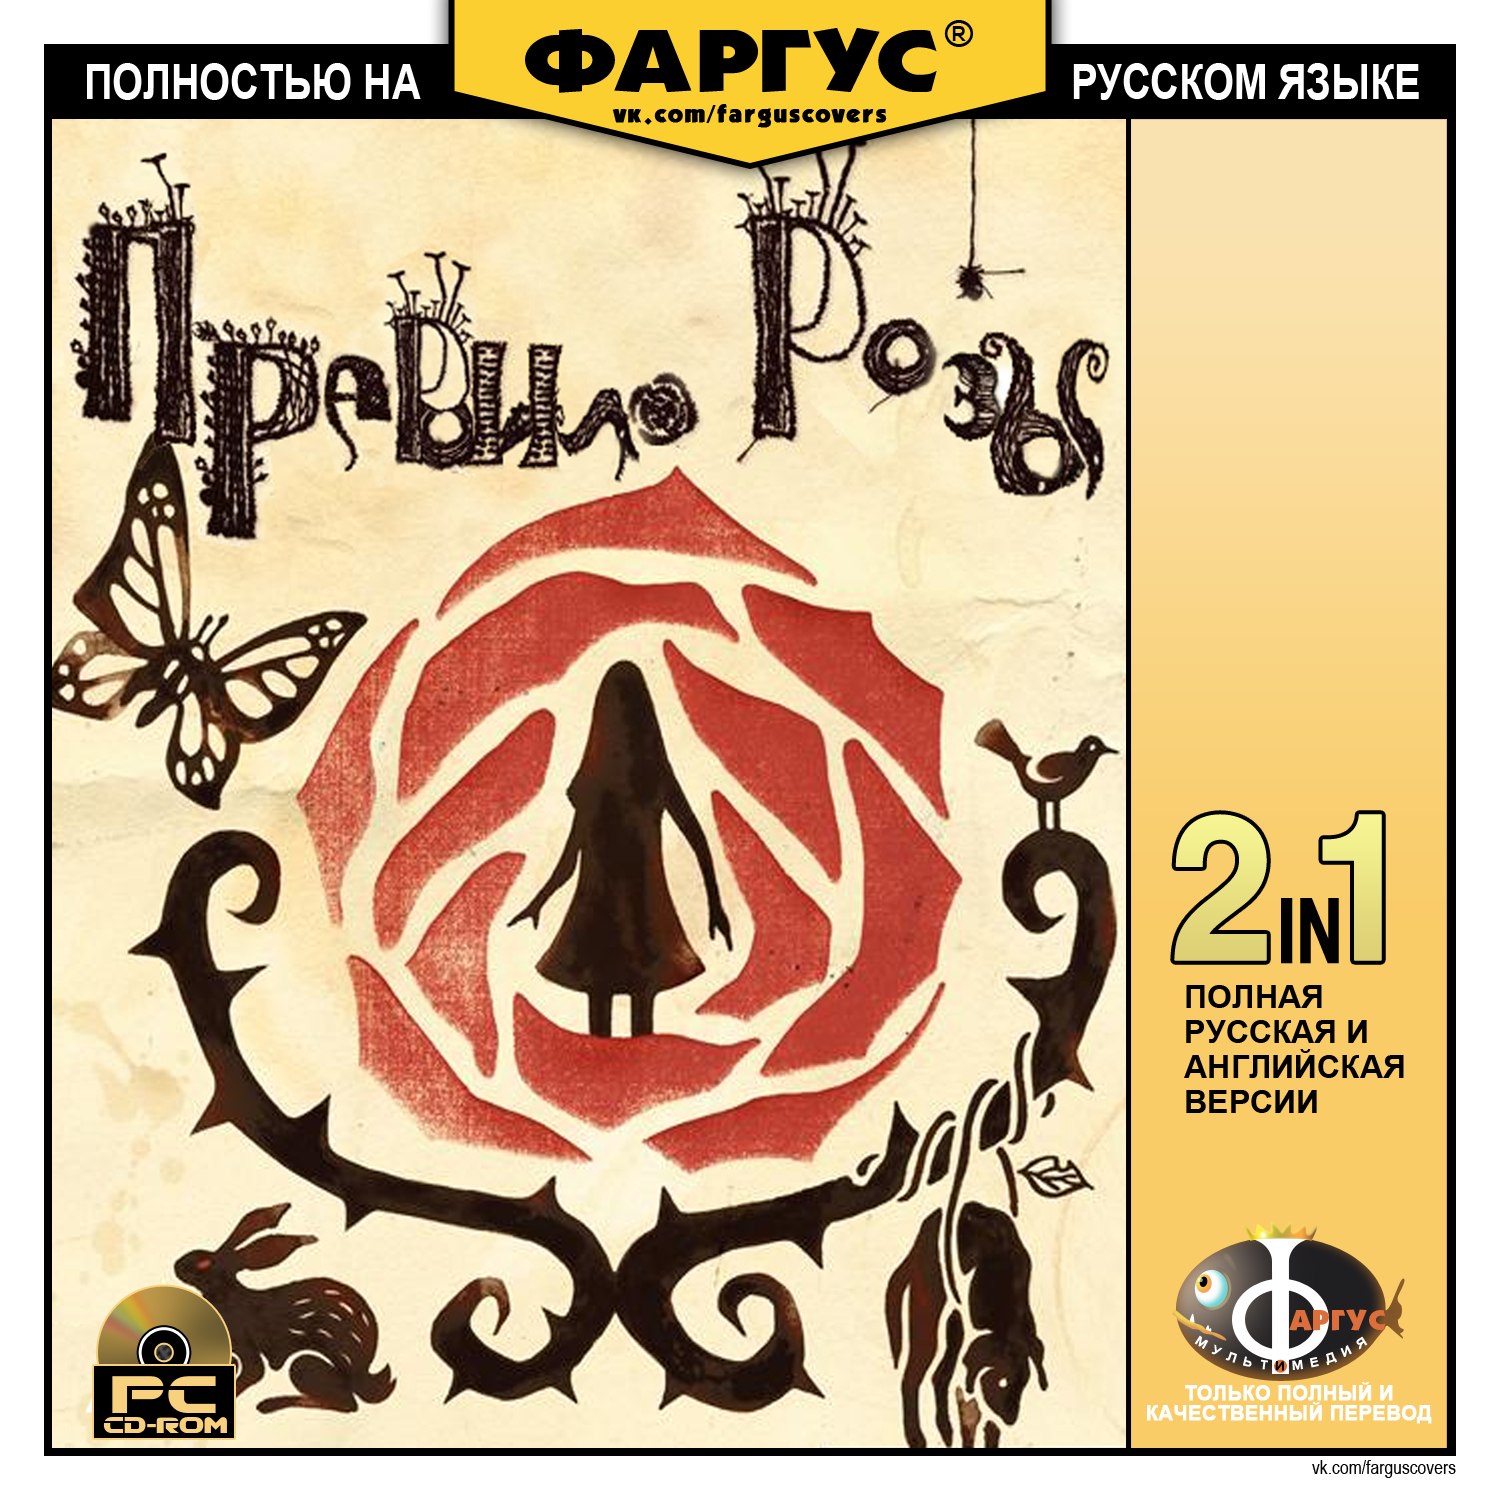 ФАРГУС®
ПОЛНОСТЬЮ НА РУССКОМ ЯЗЫКЕ
vk.com/farguscovers
Правило Розы
2IN1
ПОЛНАЯ
РУССКАЯ И
АНГЛИЙСКАЯ
ВЕРСИИ
ФАРГУС
МУЛЬТИМЕДИЯ
ТОЛЬКО ПОЛНЫЙ И
КАЧЕСТВЕННЫЙ ПЕРЕВОД
PC
CD-ROM
vk.com/farguscovers